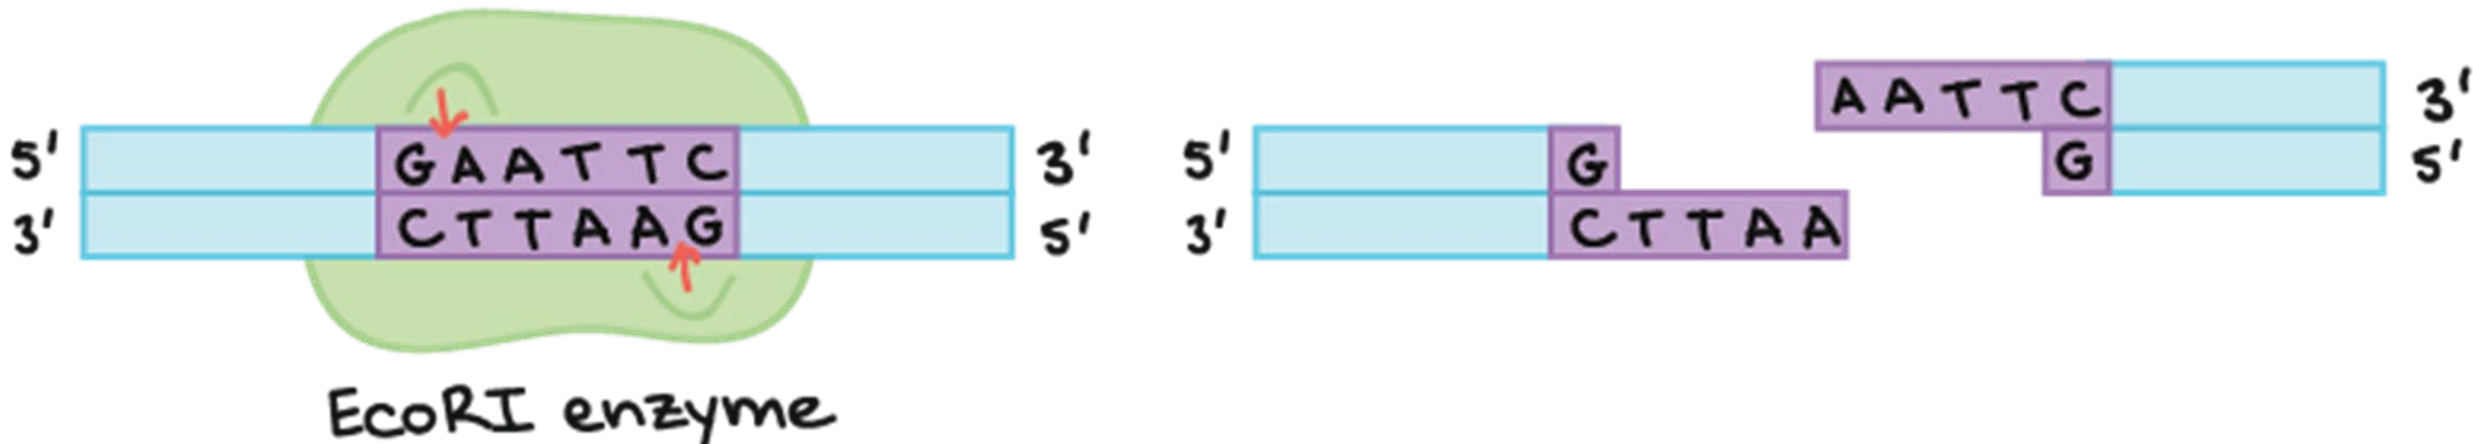 5' GAATTC 3'
3' CTTAAG 5'
EcoRI enzyme
AATTC 3'
5' G G 5'
3' CTTAA